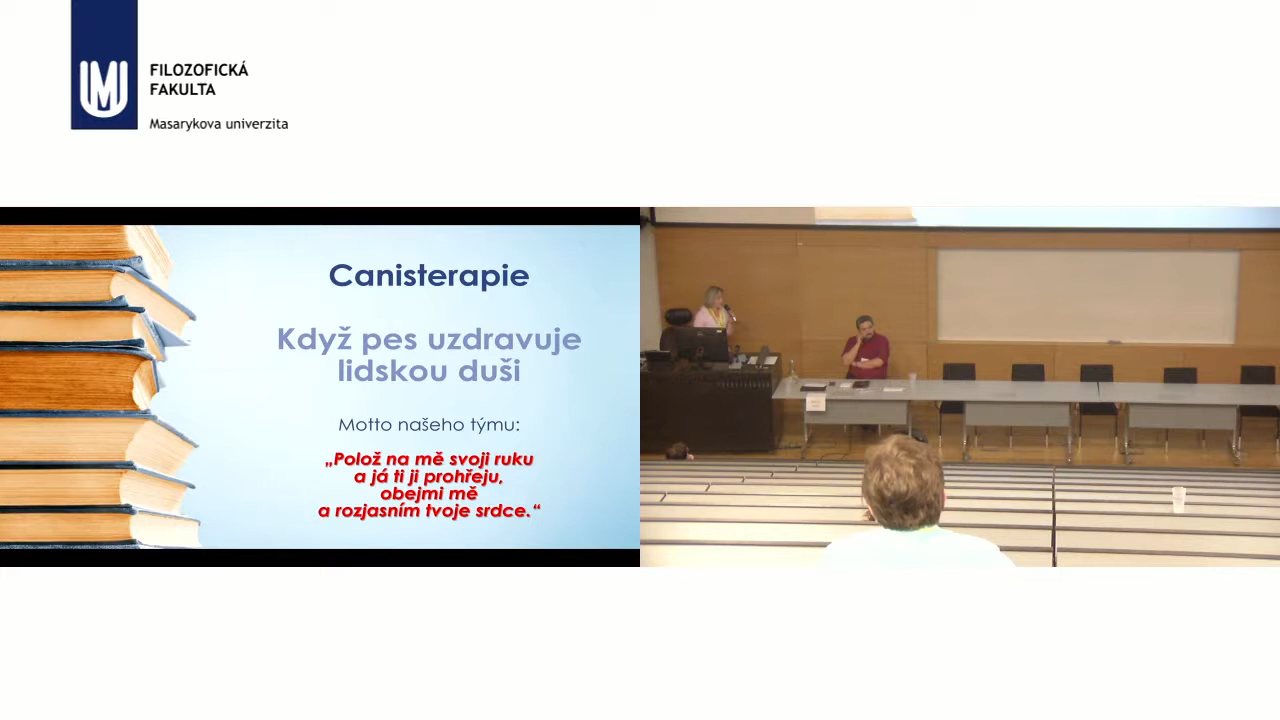 FILOZOFICKÁ
FAKULTA
Masarykova univerzita
Canisterapie
Když pes uzdravuje
lidskou duši
Motto našeho týmu:
„Polož na mě svoji ruku
a já ti ji prohřeju,
obejmi mě
a rozjasním tvoje srdce.“